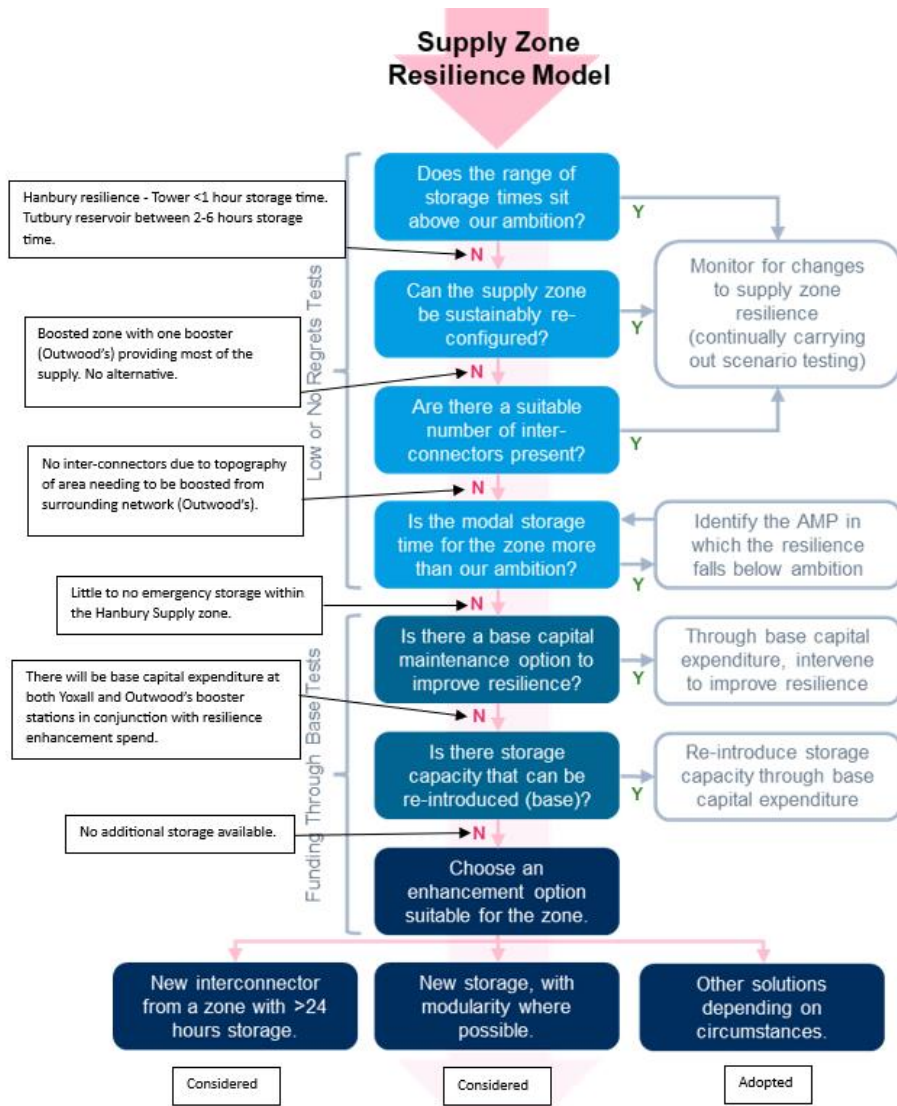 Supply Zone
Resilience Model
Does the range of
storage times sit
above our ambition?
Y
Hanbury resilience - Tower <1 hour storage time.
Tutbury reservoir between 2-6 hours storage
time.
N
Can the supply zone
be sustainably re-
configured?
Y
Monitor for changes
to supply zone
resilience
(continually carrying
out scenario testing)
Boosted zone with one booster
(Outwood's) providing most of the
supply. No alternative.
N
Low or No Regrets Tests
Are there a suitable
number of inter-
connectors present?
Y
No inter-connectors due to topography
of area needing to be boosted from
surrounding network (Outwood's).
N
Is the modal storage
time for the zone more
than our ambition?
Y
Identify the AMP in
which the resilience
falls below ambition
Little to no emergency storage within
the Hanbury Supply zone.
N
Is there a base capital
maintenance option to
improve resilience?
Y
Through base capital
expenditure, intervene
to improve resilience
There will be base capital expenditure at
both Yoxall and Outwood's booster
stations in conjunction with resilience
enhancement spend.
N
Funding Through Base Tests
Is there storage
capacity that can be
re-introduced (base)?
Y
Re-introduce storage
capacity through base
capital expenditure
No additional storage available.
N
Choose an
enhancement option
suitable for the zone.
New interconnector
from a zone with >24
hours storage.
New storage, with
modularity where
possible.
Other solutions
depending on
circumstances.
Considered
Considered
Adopted